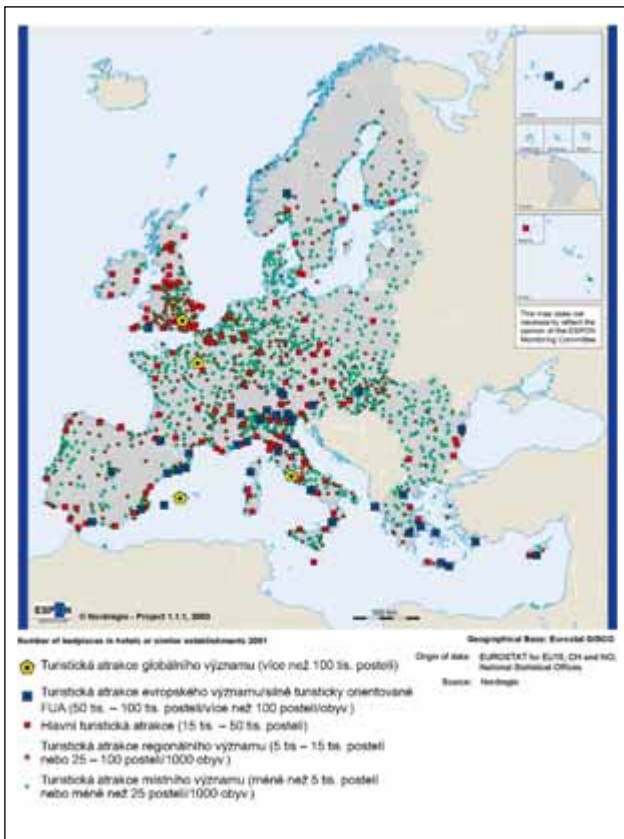 This map does not
necessarily reflect the
opinion of the ESPON
Monitoring Committee
ESPON
© Nordregio - Project 1.1.1, 2003
500 km
Number of bedplaces in hotels or similar establishments 2001
Geographical Base: Eurostat GISCO
Origin of data: EUROSTAT for EU15, CH and NO,
National Statistical Offices
Source: Nordregio
Turistická atrakce globálního významu (více než 100 tis. postelí)
Turistická atrakce evropského významu/silně turisticky orientované
FUA (50 tis. – 100 tis. postelí/více než 100 postelí/obyv.)
Hlavní turistická atrakce (15 tis. – 50 tis. postelí)
Turistická atrakce regionálního významu (5 tis – 15 tis. postelí
nebo 25 – 100 postelí/1000 obyv.)
Turistická atrakce místního významu (méně než 5 tis. postelí
nebo méně než 25 postelí/1000 obyv.)